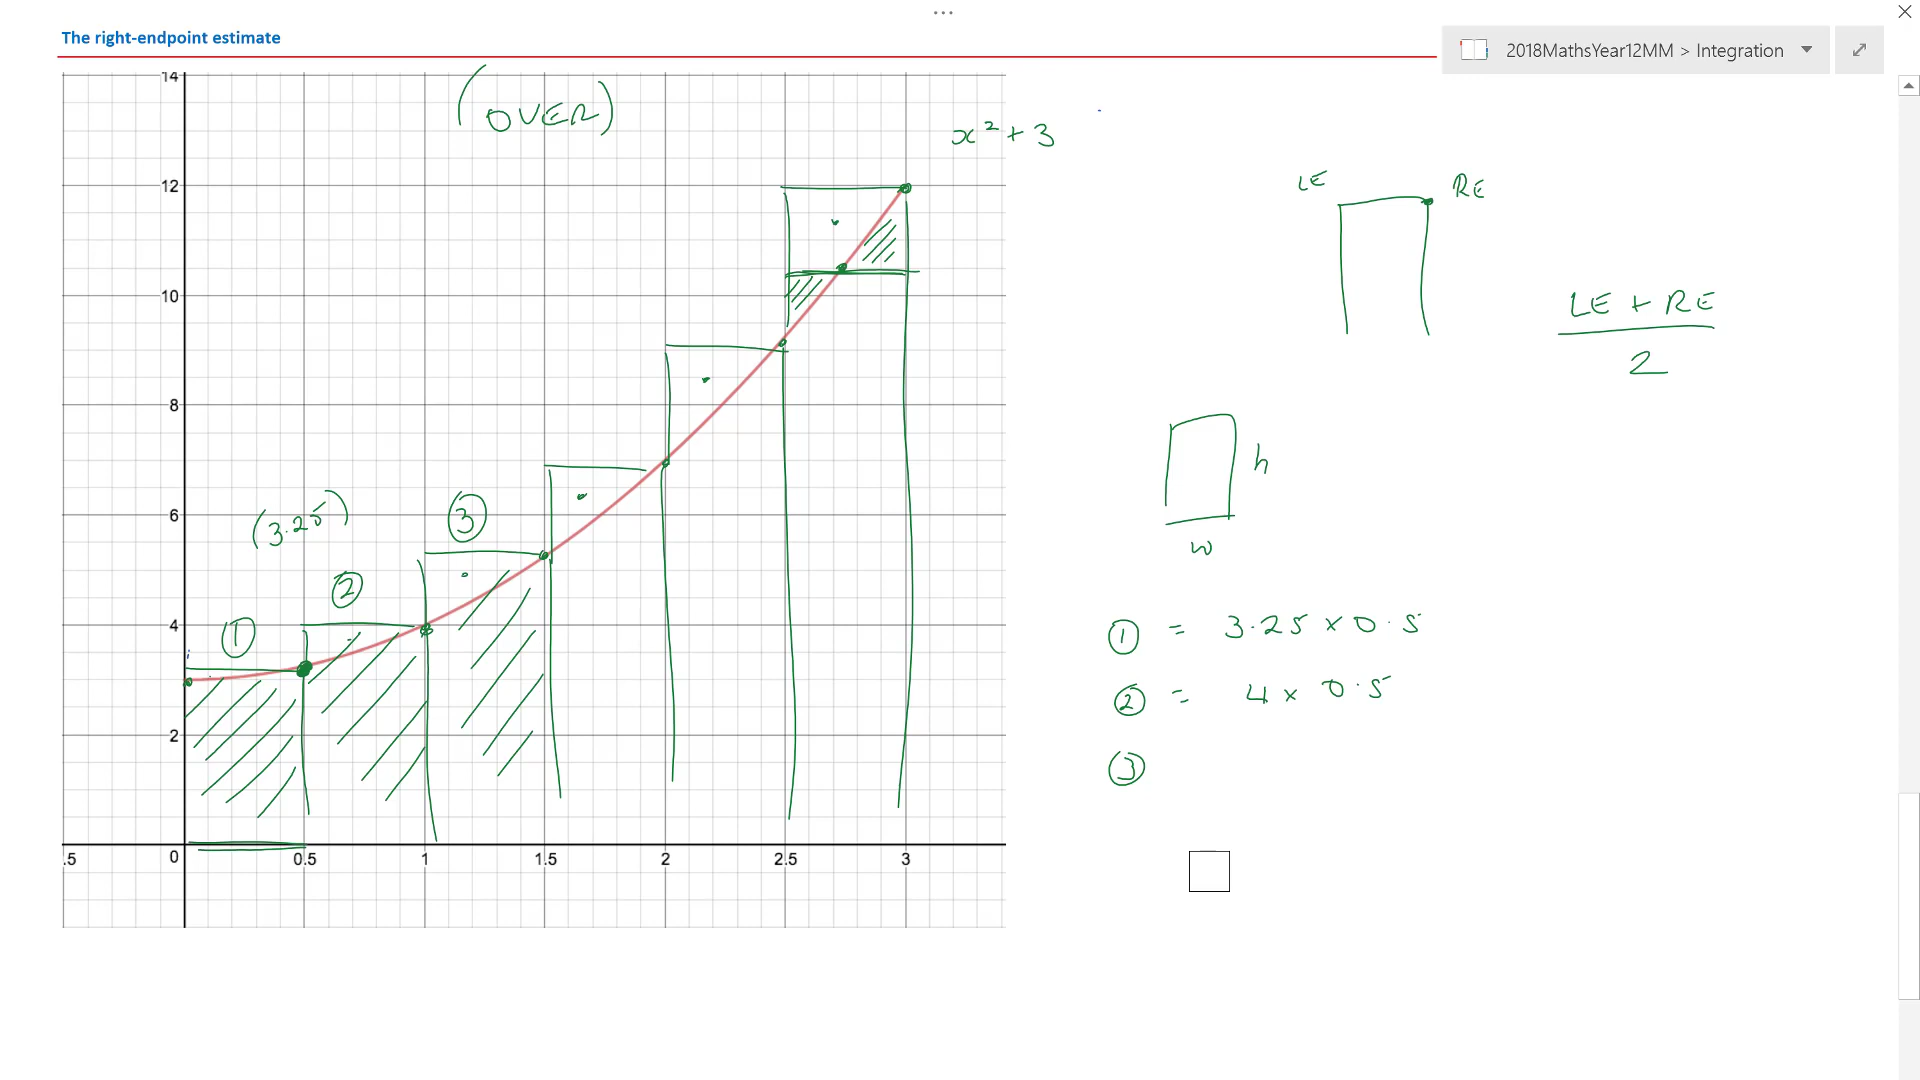 The right-endpoint estimate
2018MathsYear12MM > Integration
14
(OVER)
x² + 3
12
LE
RE
10
LE + RE
2
8
h
w
6
(3.25)
③
②
①
4
2
① = 3.25 × 0.5
② = 4 × 0.5
③
.5
0
0.5
1
1.5
2
2.5
3